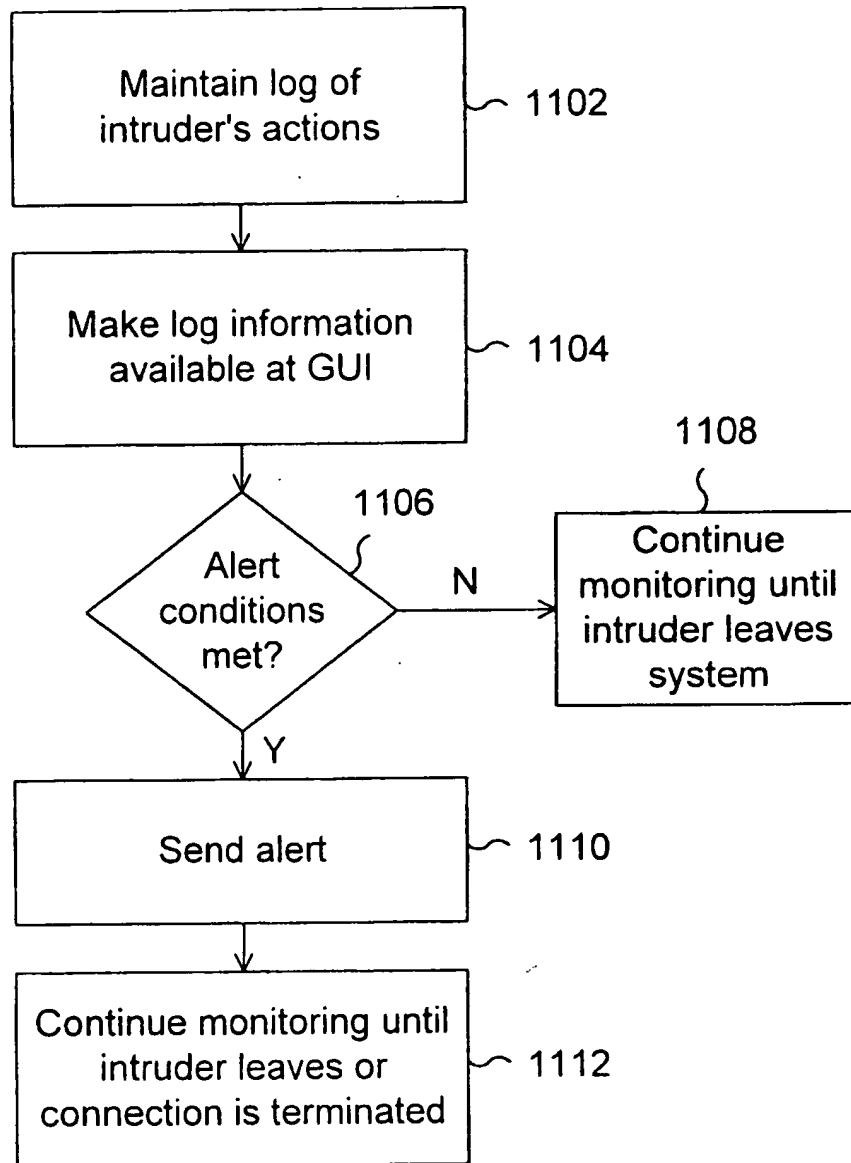 Maintain log of
intruder's actions
1102
Make log information
available at GUI
1104
1106
Alert
conditions
met?
N
1108
Continue
monitoring until
intruder leaves
system
Y
Send alert
1110
Continue monitoring until
intruder leaves or
connection is terminated
1112